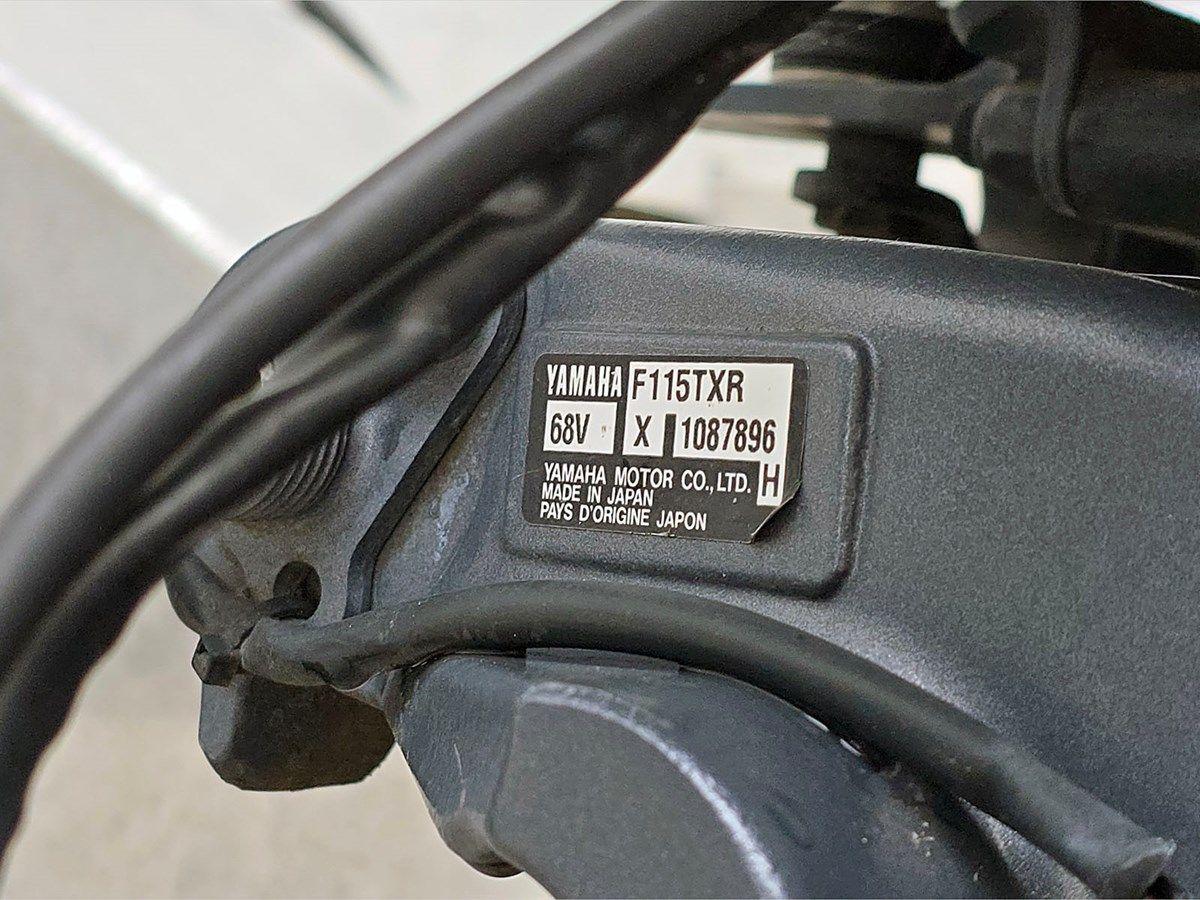 YAMAHA F115TXR
68V X 1087896
YAMAHA MOTOR CO.,LTD. H
MADE IN JAPAN
PAYS D'ORIGINE JAPON